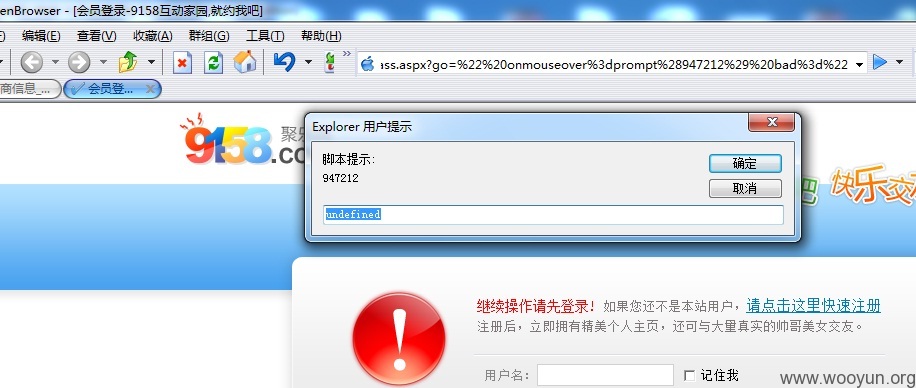 enBrowser - [会员登录-9158互动家园,就约我吧]
编辑(E) 查看(V) 收藏(A) 群组(G) 工具(T) 帮助(H)
ass.aspx?go=%22%20onmouseover%3dprompt%28947212%29%20bad%3d%22
商信息_... 会员登...
9158.co
聚乐
Explorer 用户提示
脚本提示:
947212
确定
取消
undefined
吧 快乐交友
继续操作请先登录! 如果您还不是本站用户，请点击这里快速注册
注册后，立即拥有精美个人主页，还可与大量真实的帅哥美女交友。
用户名: 记住我
www.wooyun.org